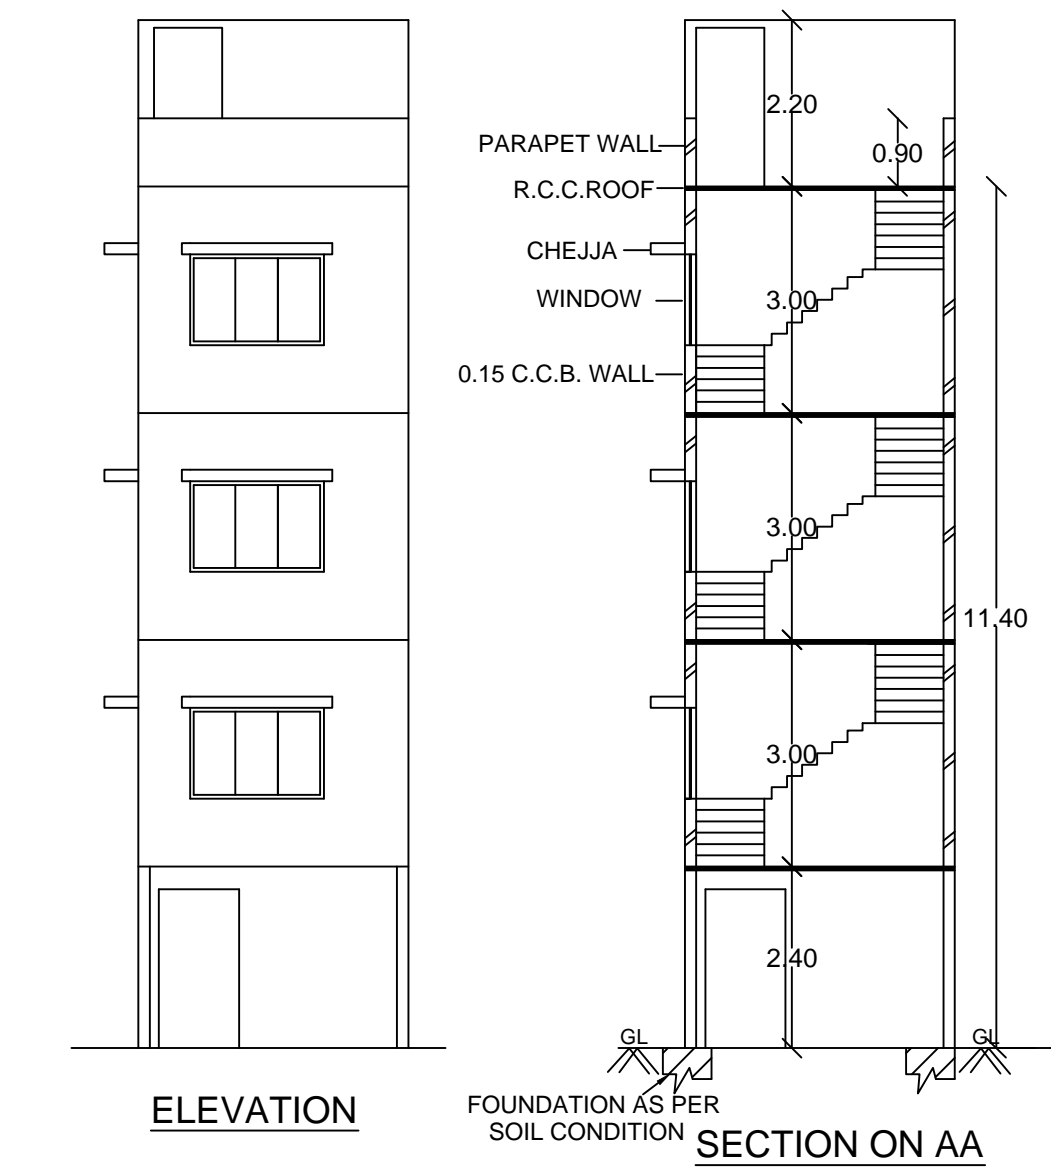 2.20
PARAPET WALL
0.90
R.C.C.ROOF
CHEJJA
WINDOW
3.00
0.15 C.C.B. WALL
3.00
11.40
3.00
2.40
GL
GL
ELEVATION
FOUNDATION AS PER
SOIL CONDITION
SECTION ON AA